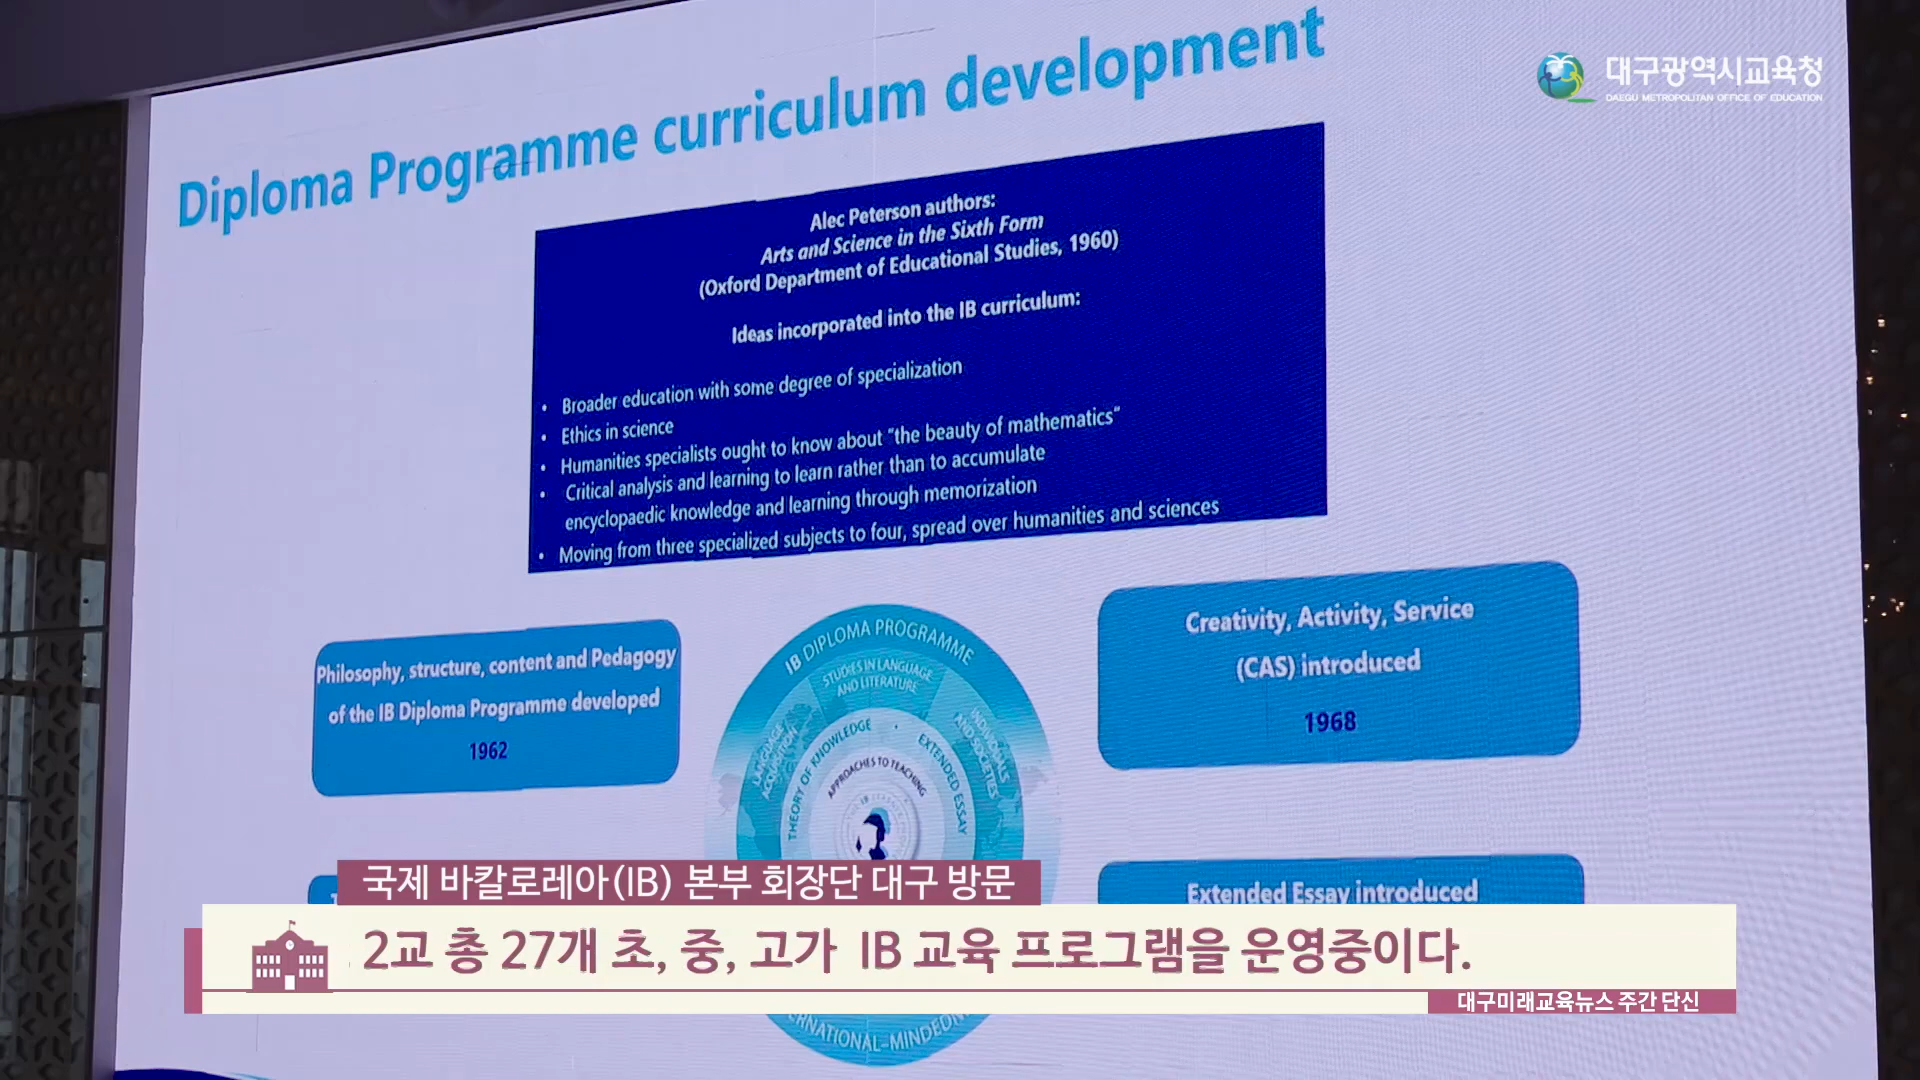 Diploma Programme curriculum development
대구광역시교육청
DAEGU METROPOLITAN OFFICE OF EDUCATION
Alec Peterson authors:
Arts and Science in the Sixth Form
(Oxford Department of Educational Studies, 1960)
Ideas incorporated into the IB curriculum:
• Broader education with some degree of specialization
• Ethics in science
• Humanities specialists ought to know about "the beauty of mathematics"
• Critical analysis and learning to learn rather than to accumulate
encyclopaedic knowledge and learning through memorization
• Moving from three specialized subjects to four, spread over humanities and sciences
Philosophy, structure, content and Pedagogy
of the IB Diploma Programme developed
1962
IB DIPLOMA PROGRAMME
STUDIES IN LANGUAGE
AND LITERATURE
LANGUAGE
ACQUISITION
INDIVIDUALS
AND SOCIETIES
THEORY OF KNOWLEDGE
EXTENDED ESSAY
APPROACHES TO TEACHING
Creativity, Activity, Service
(CAS) introduced
1968
Extended Essay introduced
국제 바칼로레아(IB) 본부 회장단 대구 방문
2교 총 27개 초, 중, 고가 IB 교육 프로그램을 운영중이다.
대구미래교육뉴스 주간 단신